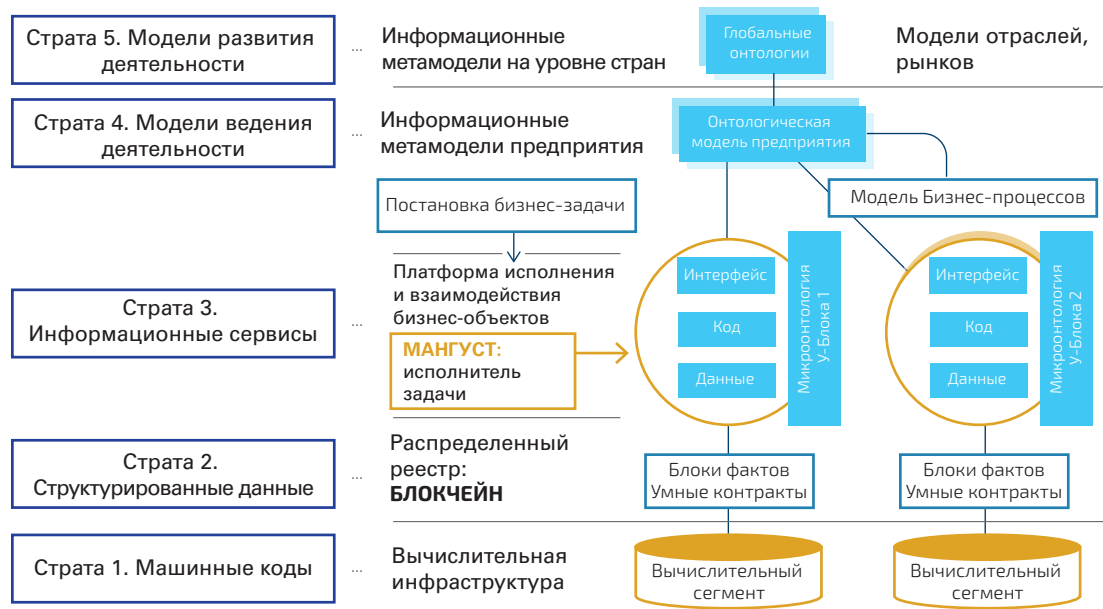 Страта 5. Модели развития
деятельности
...
Информационные
метамодели на уровне стран
Глобальные
онтологии
Модели отраслей,
рынков
Страта 4. Модели ведения
деятельности
...
Информационные
метамодели предприятия
Онтологическая
модель предприятия
Постановка бизнес-задачи
Модель Бизнес-процессов
Страта 3.
Информационные сервисы
...
Платформа исполнения
и взаимодействия
бизнес-объектов
МАНГУСТ:
исполнитель
задачи
Интерфейс
Код
Данные
Микроонтология
У-Блока 1
Интерфейс
Код
Данные
Микроонтология
У-Блока 2
Страта 2.
Структурированные данные
...
Распределенный
реестр:
БЛОКЧЕЙН
Блоки фактов
Умные контракты
Блоки фактов
Умные контракты
Страта 1. Машинные коды
...
Вычислительная
инфраструктура
Вычислительный
сегмент
Вычислительный
сегмент